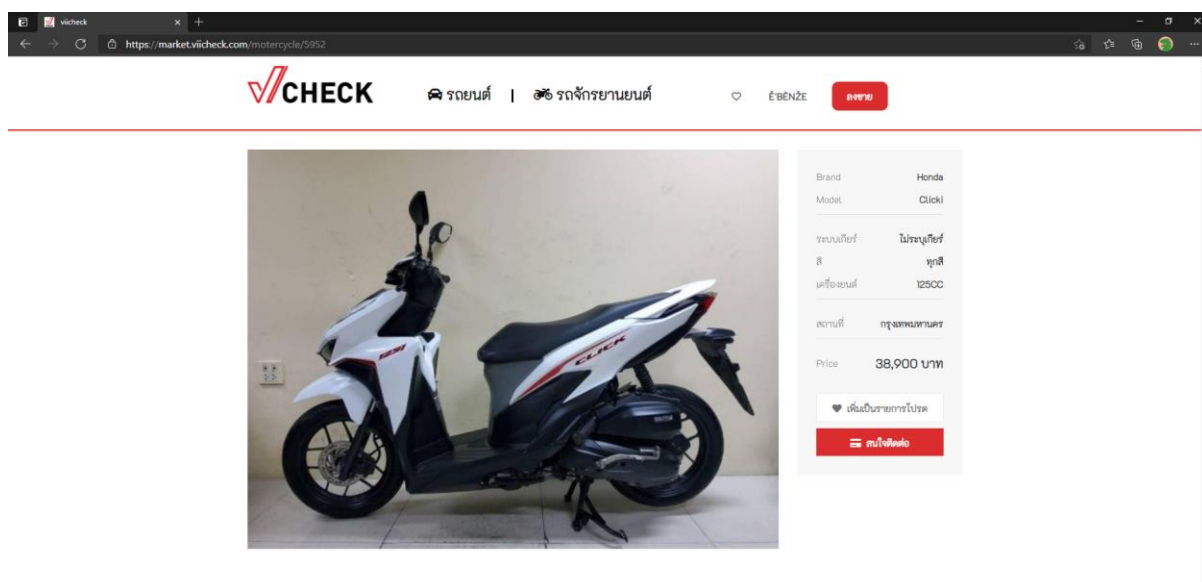 viicheck
https://market.viicheck.com/motercycle/5952
VCHECK
รถยนต์ | รถจักรยานยนต์
ÊBËNŽE
ลงขาย
Brand Honda
Model Clicki
ระบบเกียร์ ไม่ระบุเกียร์
สี ทุกสี
เครื่องยนต์ 125CC
สถานที่ กรุงเทพมหานคร
Price 38,900 บาท
เพิ่มเป็นรายการโปรด
สนใจติดต่อ
125i
CLICK